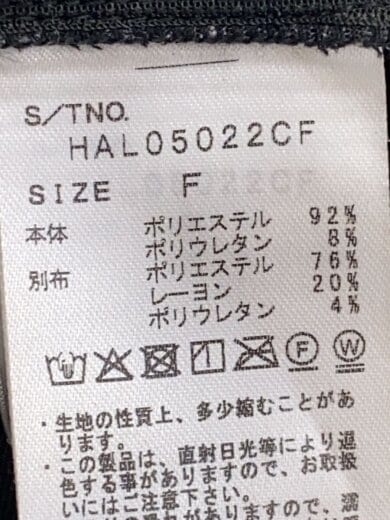 S/TNO.
HAL05022CF
SIZE F
本体 ポリエステル 92%
ポリウレタン 8%
別布 ポリエステル 76%
レーヨン 20%
ポリウレタン 4%
F W
・生地の性質上、多少縮むことがあ
ります。
・この製品は、直射日光等により退
色する事がありますので、お取扱
いにはご注意下さい。